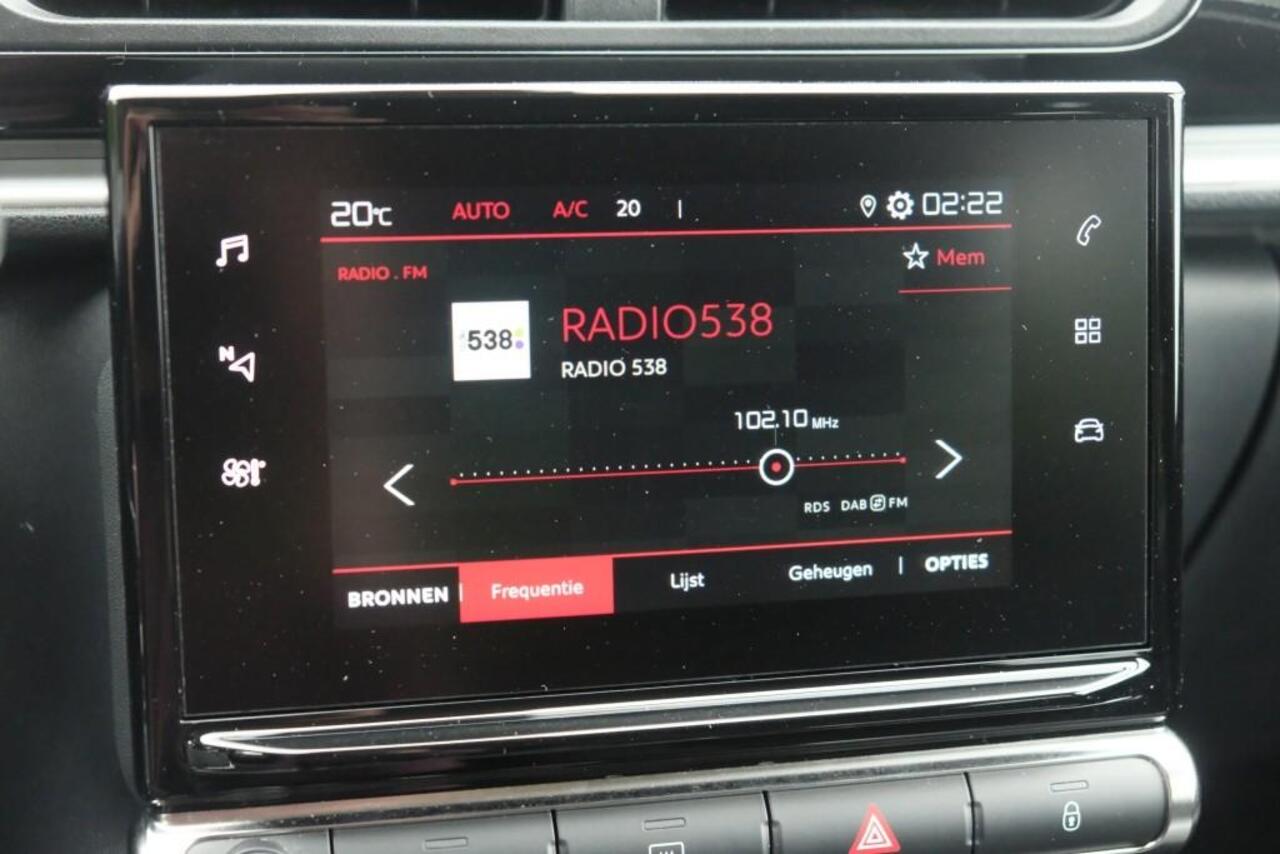 20°C AUTO A/C 20 | 02:22
Mem
RADIO . FM
538
RADIO538
RADIO 538
102.10 MHz
RDS DAB FM
BRONNEN | Frequentie Lijst Geheugen | OPTIES
N